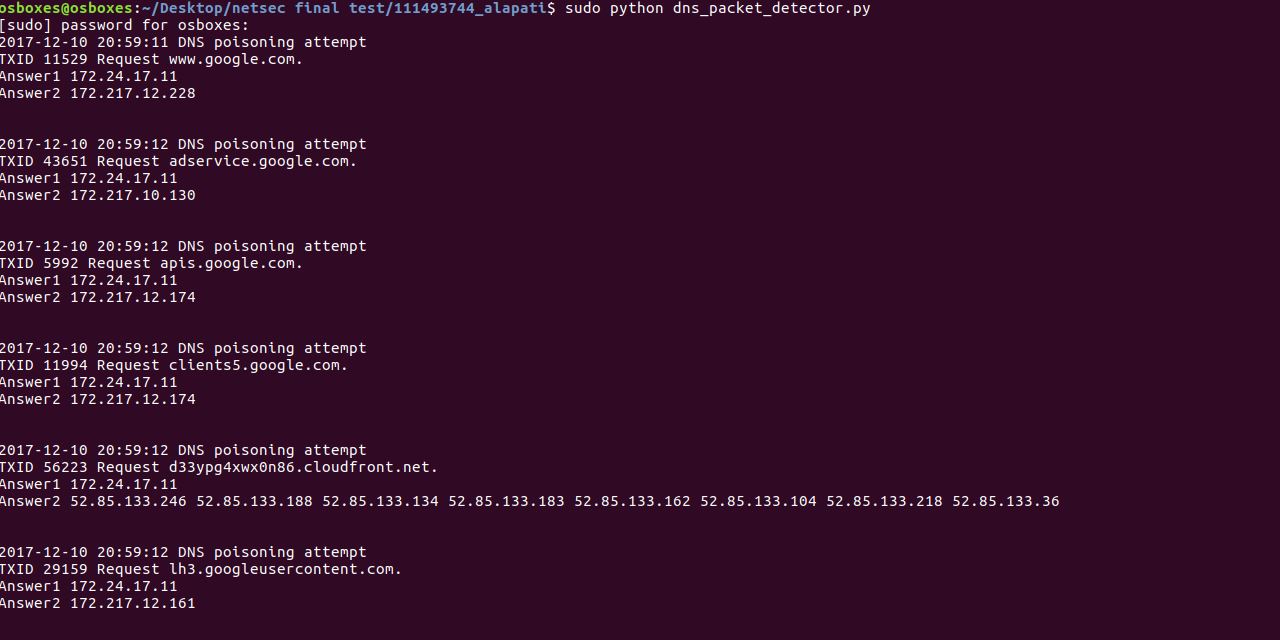 osboxes@osboxes:~/Desktop/netsec final test/111493744_alapati$ sudo python dns_packet_detector.py
[sudo] password for osboxes:
2017-12-10 20:59:11 DNS poisoning attempt
TXID 11529 Request www.google.com.
Answer1 172.24.17.11
Answer2 172.217.12.228
2017-12-10 20:59:12 DNS poisoning attempt
TXID 43651 Request adservice.google.com.
Answer1 172.24.17.11
Answer2 172.217.10.130
2017-12-10 20:59:12 DNS poisoning attempt
TXID 5992 Request apis.google.com.
Answer1 172.24.17.11
Answer2 172.217.12.174
2017-12-10 20:59:12 DNS poisoning attempt
TXID 11994 Request clients5.google.com.
Answer1 172.24.17.11
Answer2 172.217.12.174
2017-12-10 20:59:12 DNS poisoning attempt
TXID 56223 Request d33ypg4xwx0n86.cloudfront.net.
Answer1 172.24.17.11
Answer2 52.85.133.246 52.85.133.188 52.85.133.134 52.85.133.183 52.85.133.162 52.85.133.104 52.85.133.218 52.85.133.36
2017-12-10 20:59:12 DNS poisoning attempt
TXID 29159 Request lh3.googleusercontent.com.
Answer1 172.24.17.11
Answer2 172.217.12.161